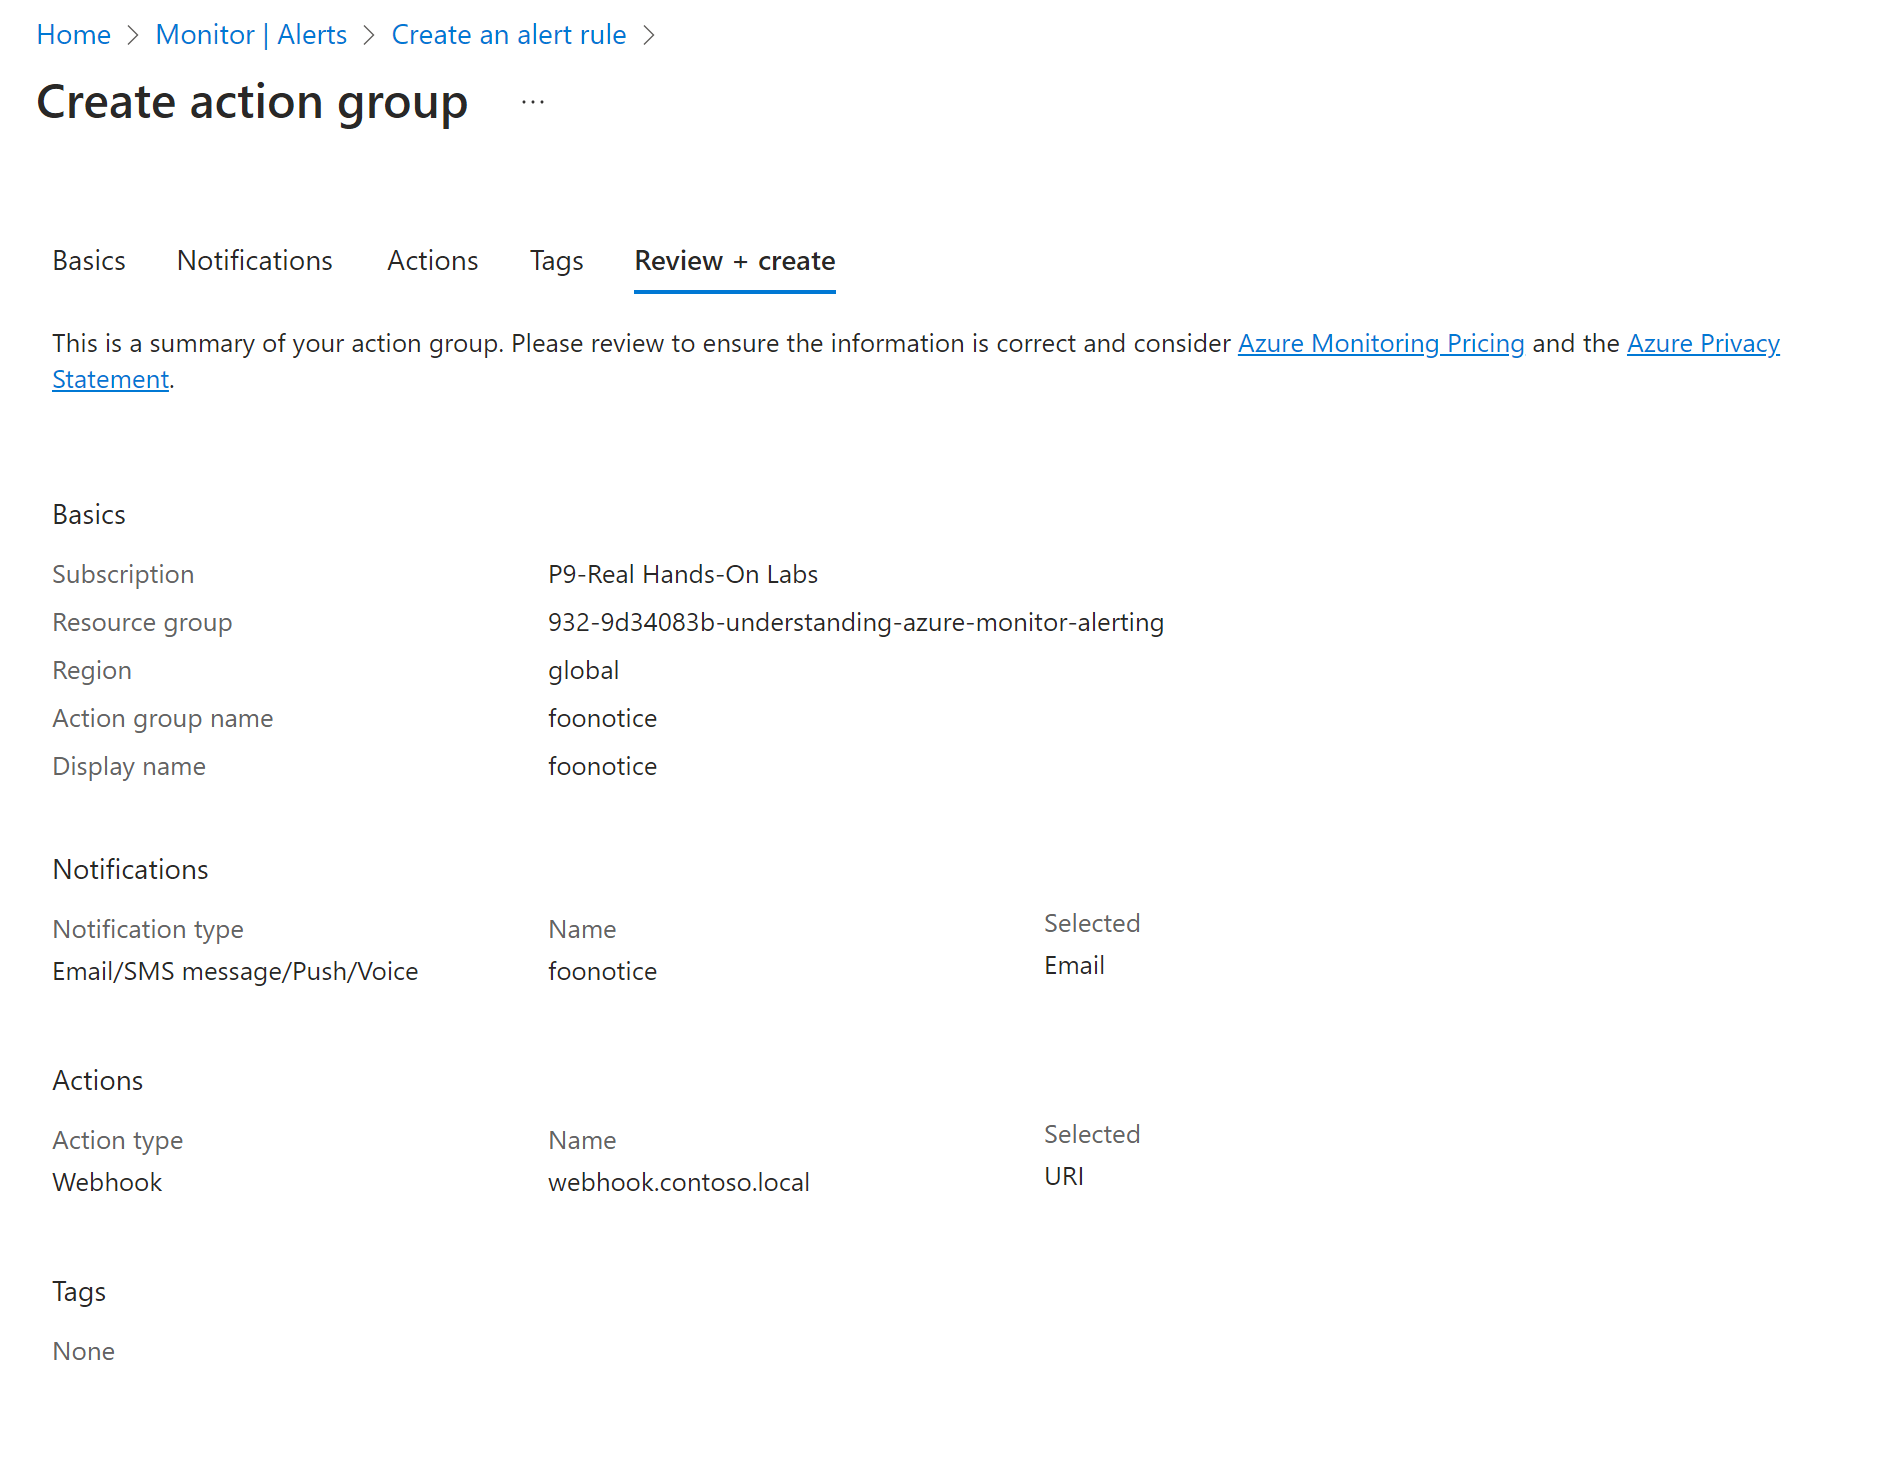 Home > Monitor | Alerts > Create an alert rule >
Create action group ...
Basics Notifications Actions Tags Review + create
This is a summary of your action group. Please review to ensure the information is correct and consider Azure Monitoring Pricing and the Azure Privacy
Statement.
Basics
Subscription P9-Real Hands-On Labs
Resource group 932-9d34083b-understanding-azure-monitor-alerting
Region global
Action group name foonotice
Display name foonotice
Notifications
Notification type Name Selected
Email/SMS message/Push/Voice foonotice Email
Actions
Action type Name Selected
Webhook webhook.contoso.local URI
Tags
None